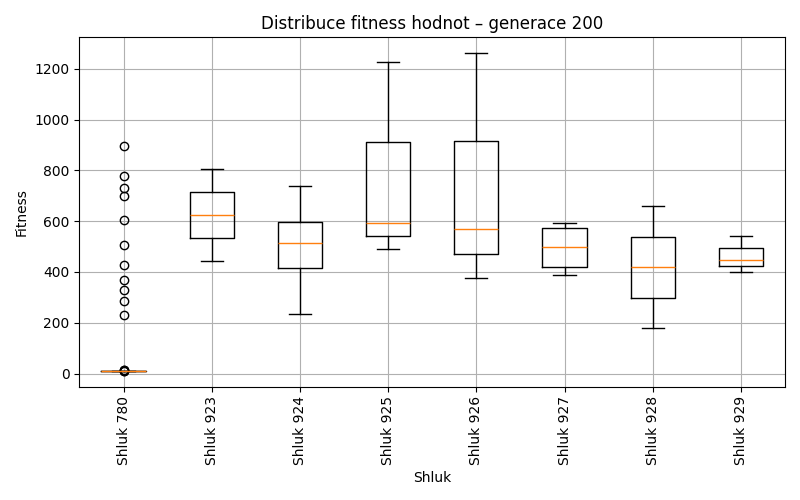 Distribuce fitness hodnot – generace 200
Fitness
1200
1000
800
600
400
200
0
Shluk 780
Shluk 923
Shluk 924
Shluk 925
Shluk 926
Shluk 927
Shluk 928
Shluk 929
Shluk